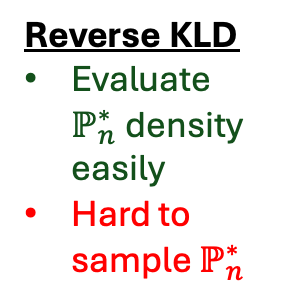 Reverse KLD
• Evaluate
ℙ*ₙ density
easily
• Hard to
sample ℙ*ₙ